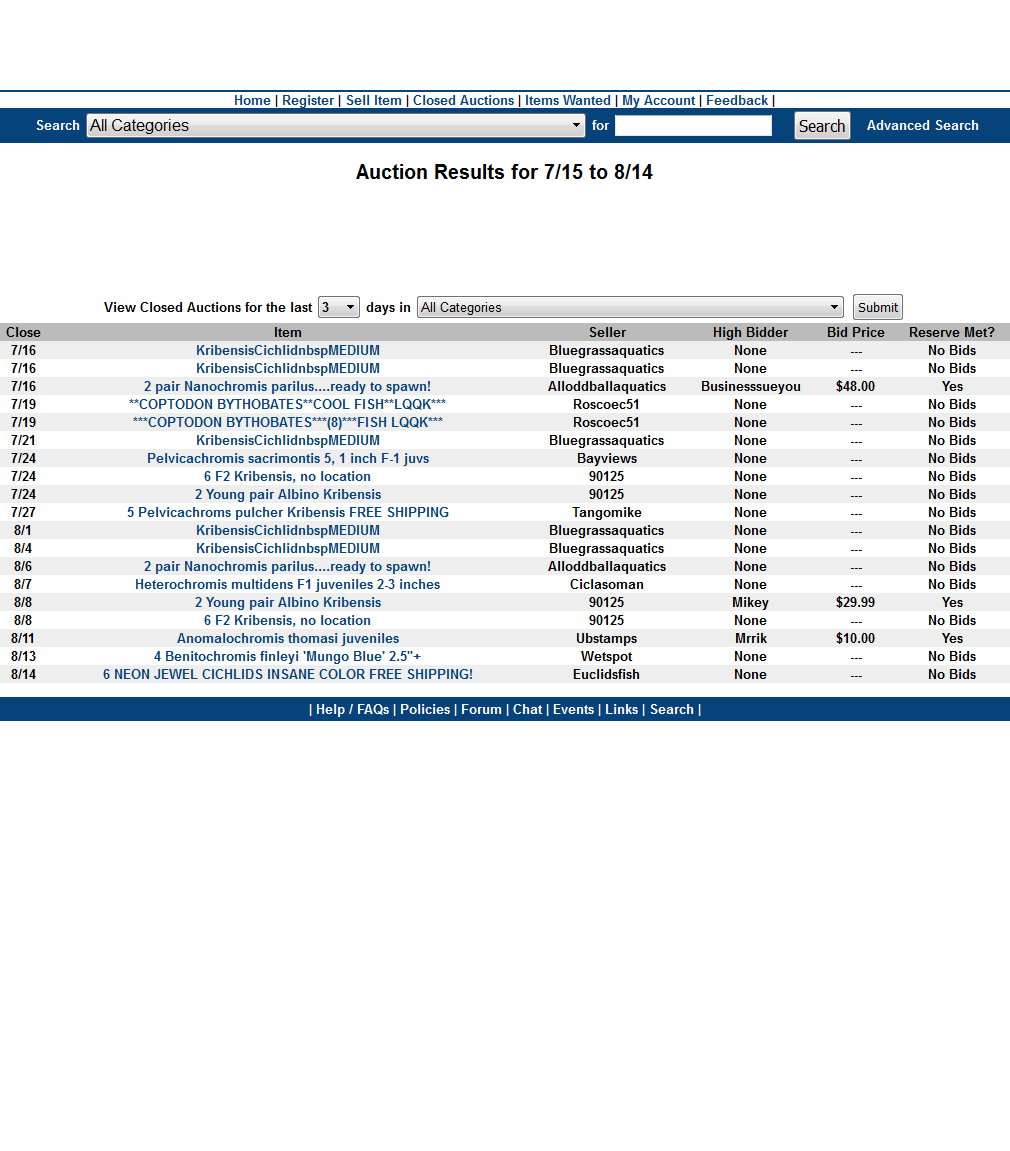 Home | Register | Sell Item | Closed Auctions | Items Wanted | My Account | Feedback |
Search All Categories for Search Advanced Search
Auction Results for 7/15 to 8/14
View Closed Auctions for the last 3 days in All Categories Submit
Close Item Seller High Bidder Bid Price Reserve Met?
7/16 KribensisCichlidnbspMEDIUM Bluegrassaquatics None --- No Bids
7/16 KribensisCichlidnbspMEDIUM Bluegrassaquatics None --- No Bids
7/16 2 pair Nanochromis parilus....ready to spawn! Alloddballaquatics Businesssueyou $48.00 Yes
7/19 **COPTODON BYTHOBATES**COOL FISH**LQQK*** Roscoec51 None --- No Bids
7/19 ***COPTODON BYTHOBATES***(8)***FISH LQQK*** Roscoec51 None --- No Bids
7/21 KribensisCichlidnbspMEDIUM Bluegrassaquatics None --- No Bids
7/24 Pelvicachromis sacrimontis 5, 1 inch F-1 juvs Bayviews None --- No Bids
7/24 6 F2 Kribensis, no location 90125 None --- No Bids
7/24 2 Young pair Albino Kribensis 90125 None --- No Bids
7/27 5 Pelvicachroms pulcher Kribensis FREE SHIPPING Tangomike None --- No Bids
8/1 KribensisCichlidnbspMEDIUM Bluegrassaquatics None --- No Bids
8/4 KribensisCichlidnbspMEDIUM Bluegrassaquatics None --- No Bids
8/6 2 pair Nanochromis parilus....ready to spawn! Alloddballaquatics None --- No Bids
8/7 Heterochromis multidens F1 juveniles 2-3 inches Ciclasoman None --- No Bids
8/8 2 Young pair Albino Kribensis 90125 Mikey $29.99 Yes
8/8 6 F2 Kribensis, no location 90125 None --- No Bids
8/11 Anomalochromis thomasi juveniles Ubstamps Mrrik $10.00 Yes
8/13 4 Benitochromis finleyi 'Mungo Blue' 2.5"+ Wetspot None --- No Bids
8/14 6 NEON JEWEL CICHLIDS INSANE COLOR FREE SHIPPING! Euclidsfish None --- No Bids
| Help / FAQs | Policies | Forum | Chat | Events | Links | Search |